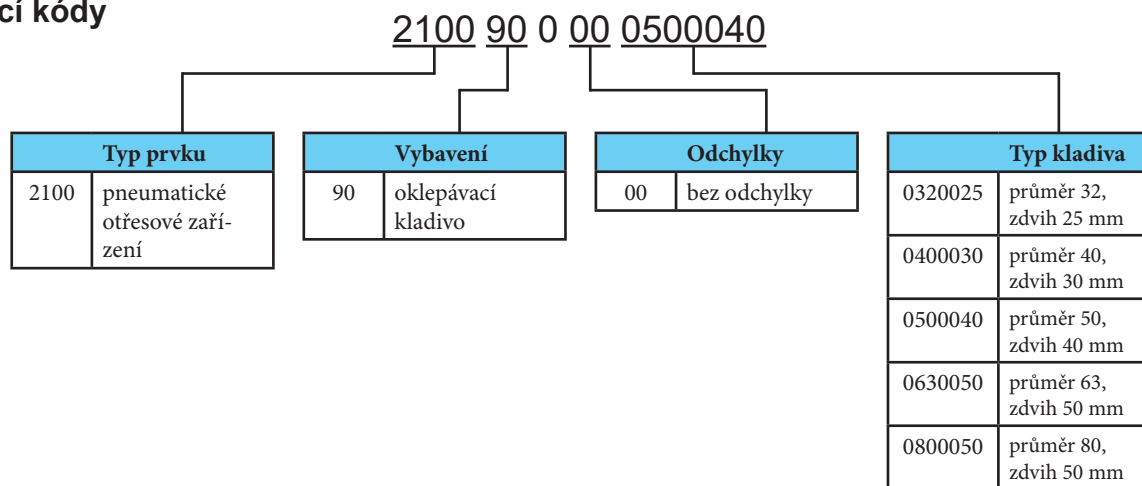 cí kódy
2100 90 0 00 0500040
Typ prvku
2100 pneumatické
otřesové zaří-
zení
Vybavení
90 oklepávací
kladivo
Odchylky
00 bez odchylky
Typ kladiva
0320025 průměr 32,
zdvih 25 mm
0400030 průměr 40,
zdvih 30 mm
0500040 průměr 50,
zdvih 40 mm
0630050 průměr 63,
zdvih 50 mm
0800050 průměr 80,
zdvih 50 mm